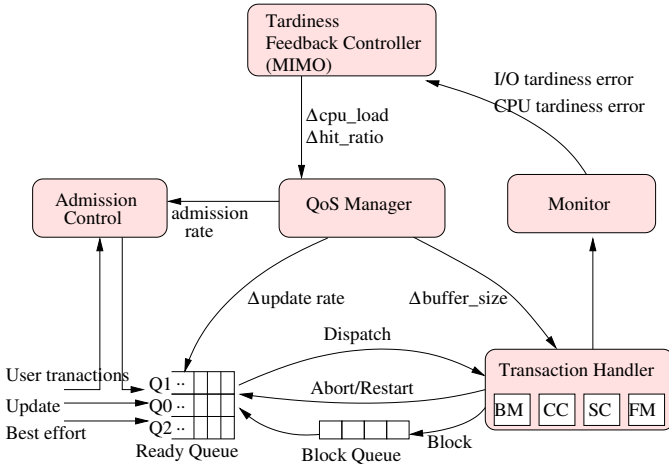 Tardiness
Feedback Controller
(MIMO)
I/O tardiness error
CPU tardiness error
Δcpu_load
Δhit_ratio
Admission
Control
admission
rate
QoS Manager
Monitor
Δupdate rate
Δbuffer_size
Dispatch
Transaction Handler
User tranactions
Q1 ··
Abort/Restart
BM CC SC FM
Update
Q0 ··
Best effort
Q2 ··
Ready Queue
Block Queue
Block